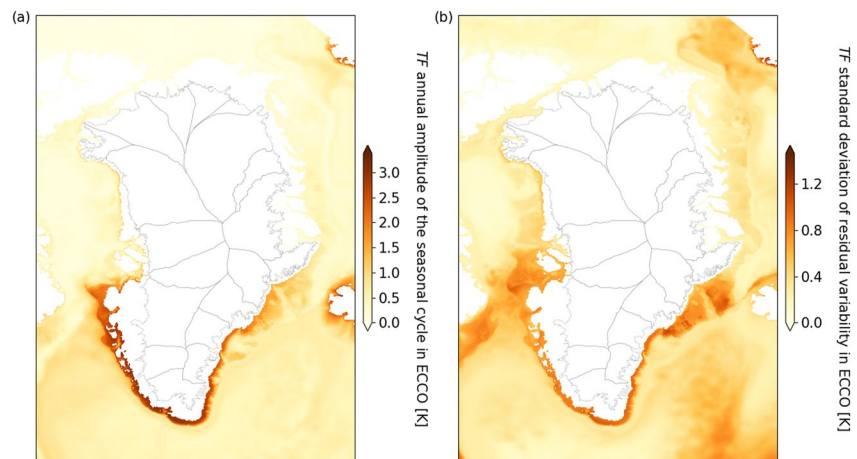 (a)
3.0
2.5
2.0
1.5
1.0
0.5
0.0
TF annual amplitude of the seasonal cycle in ECCO [K]
(b)
1.2
0.8
0.4
0.0
TF standard deviation of residual variability in ECCO [K]